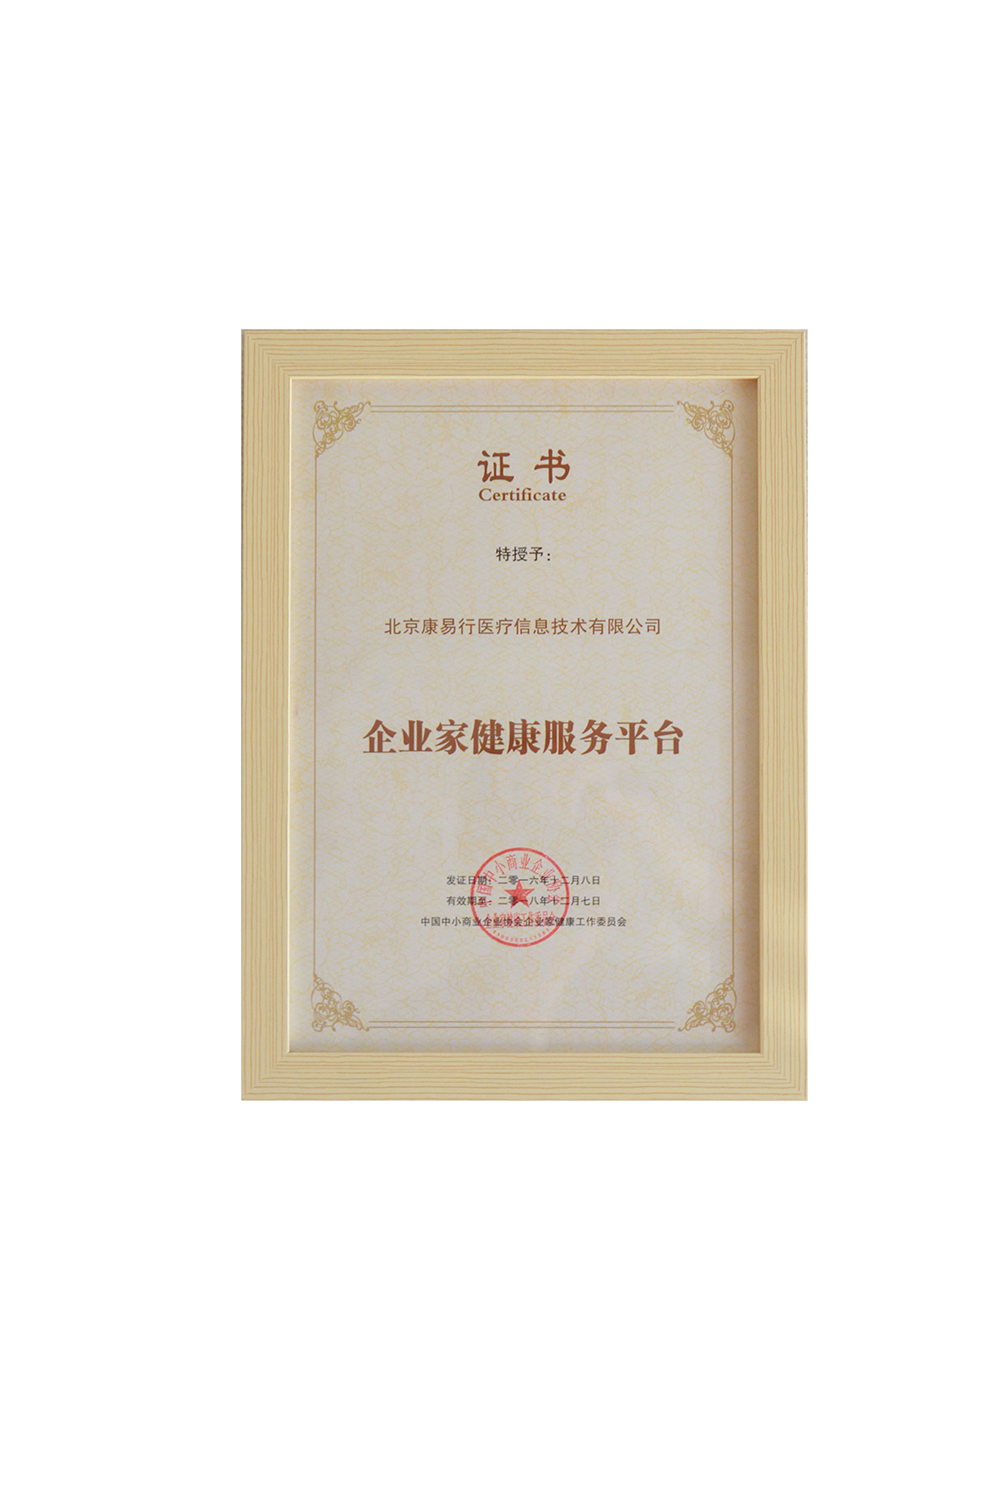 证书
Certificate
特授予：
北京康易行医疗信息技术有限公司
企业家健康服务平台
发证日期：二零一六年十二月八日
有效期至：二零一八年十二月七日
中国中小商业企业协会企业家健康工作委员会
中国中小商业企业协会